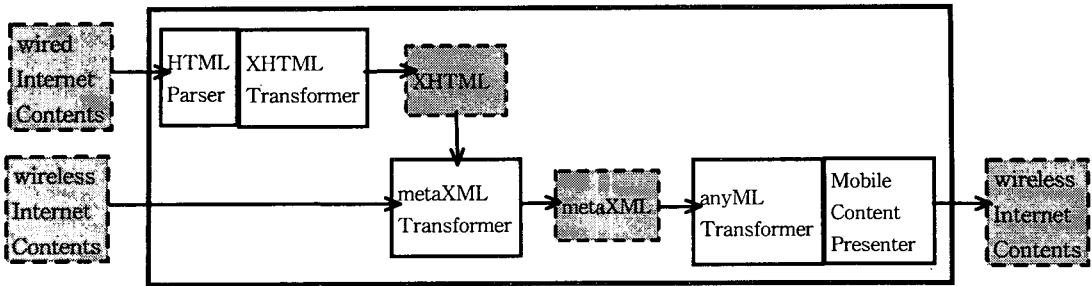 wired
Internet
Contents
HTML
Parser
XHTML
Transformer
XHTML
wireless
Internet
Contents
metaXML
Transformer
metaXML
anyML
Transformer
Mobile
Content
Presenter
wireless
Internet
Contents